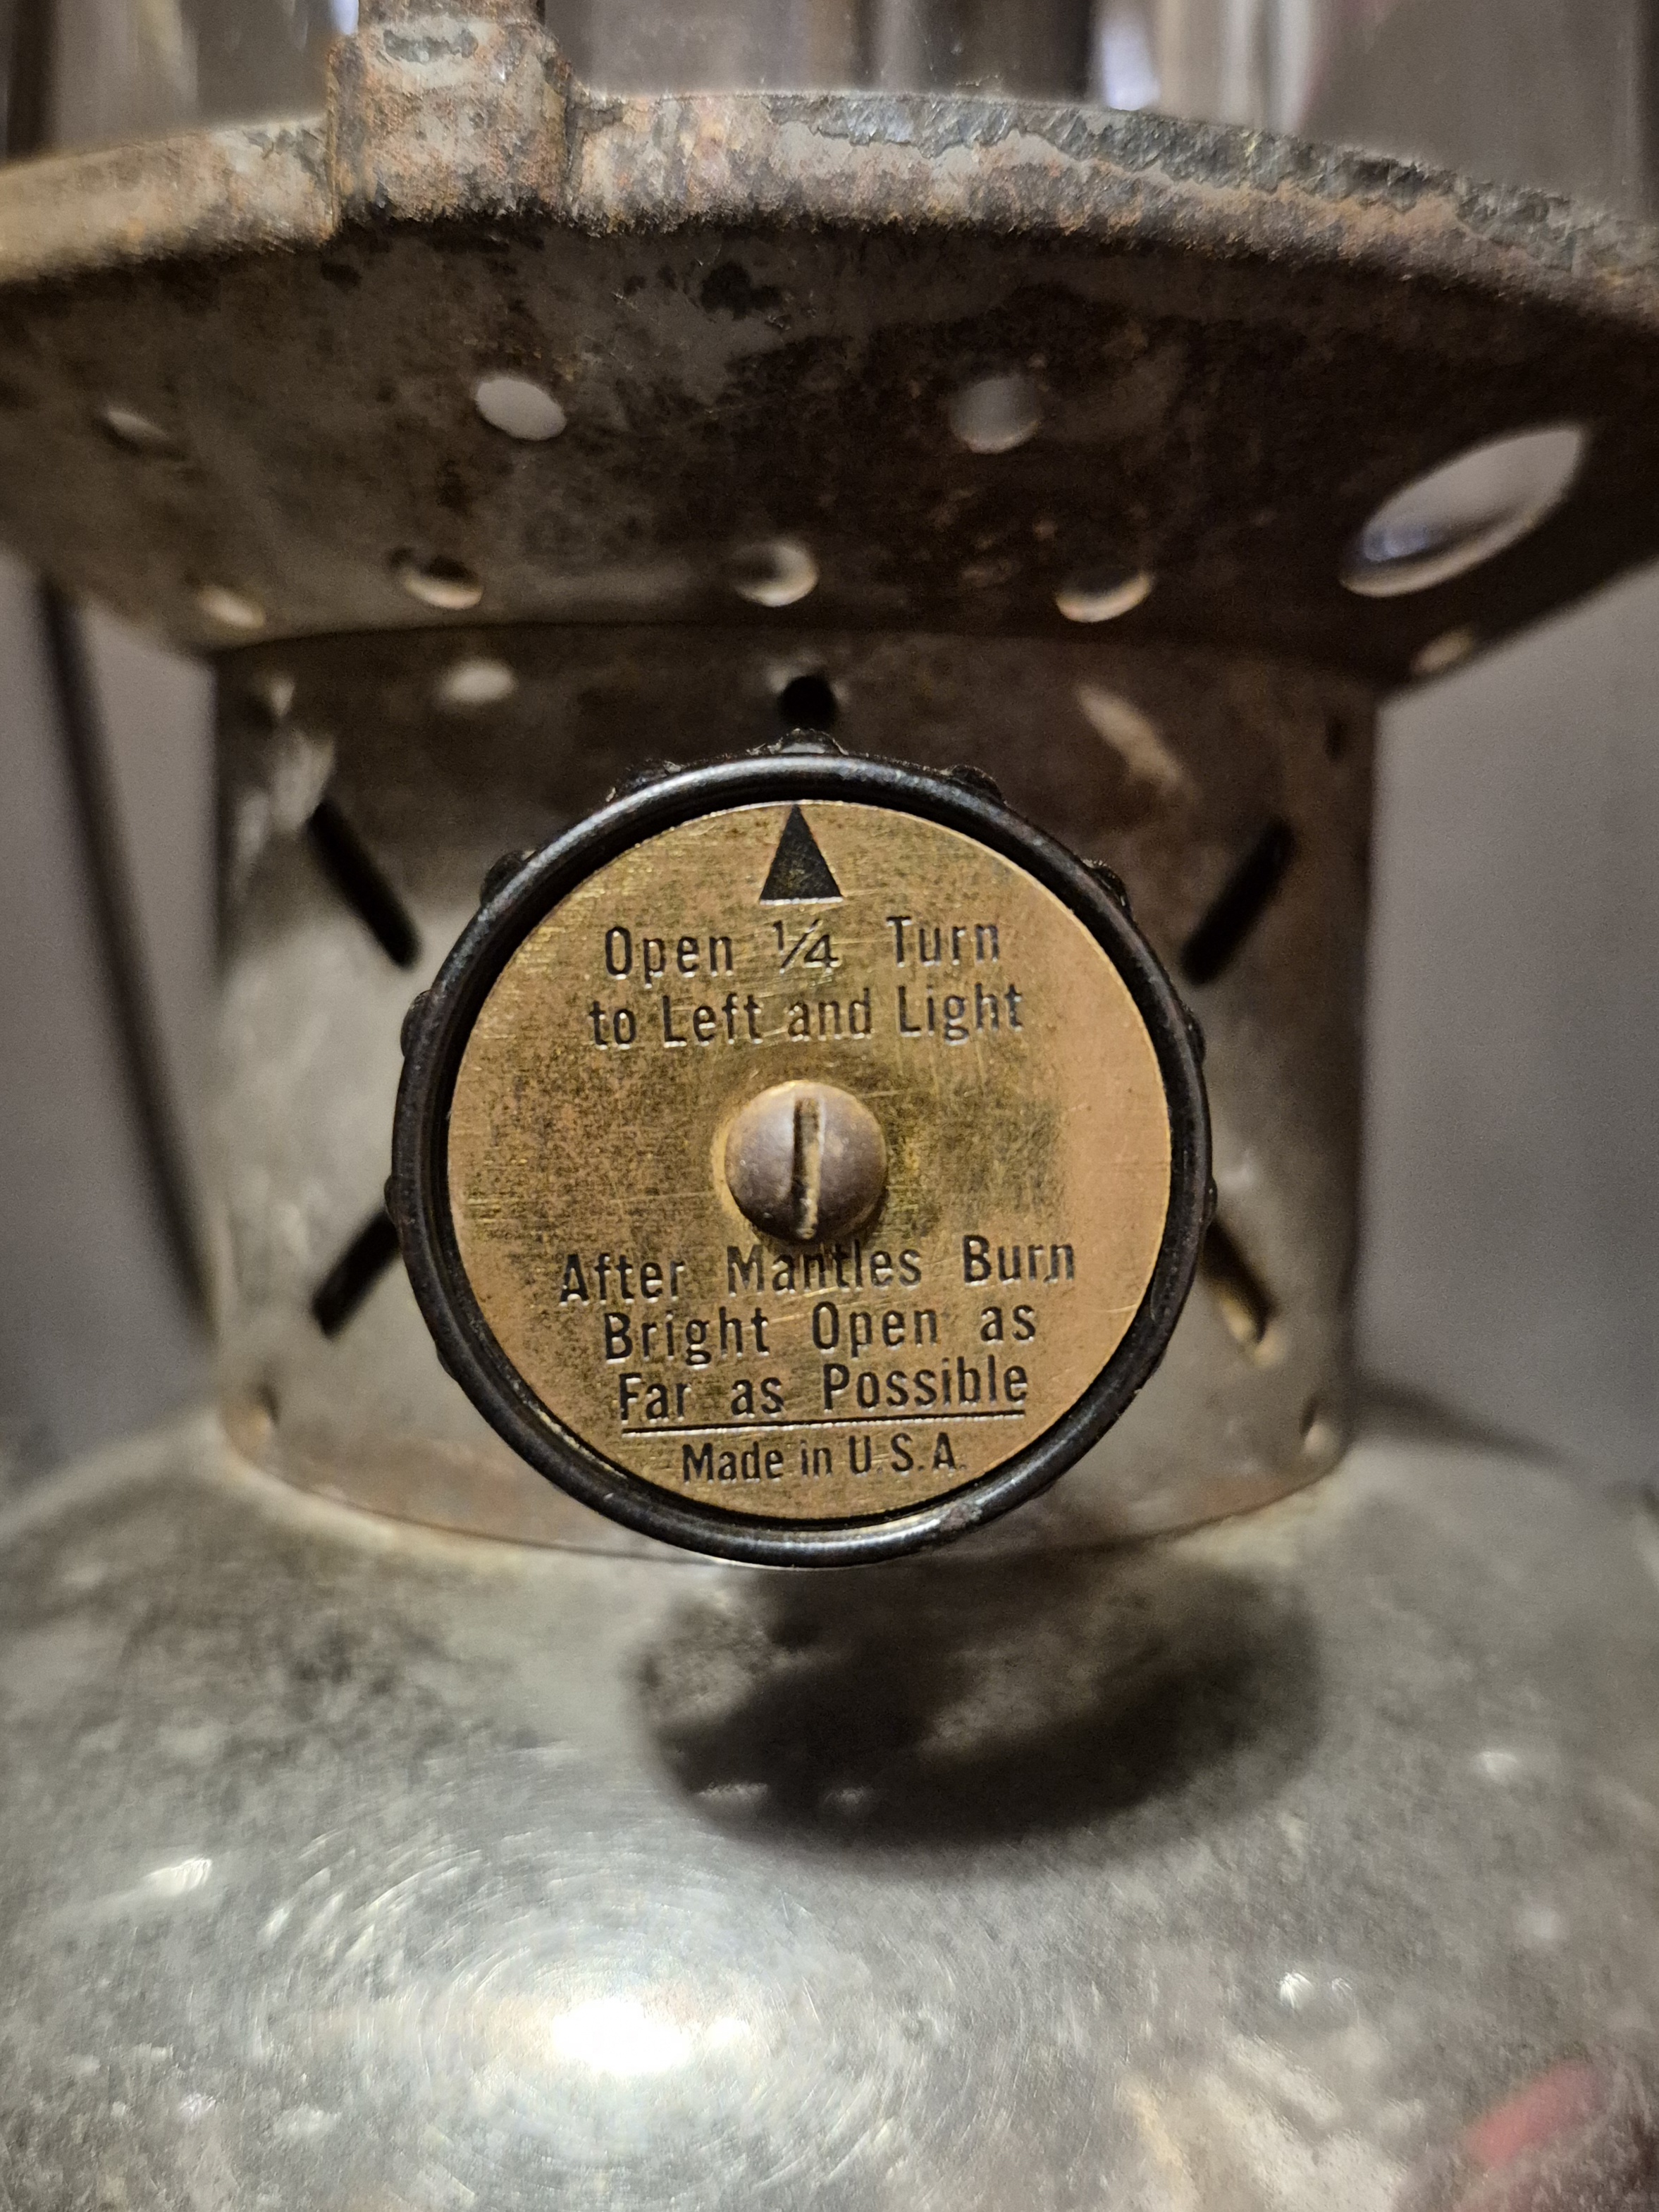 Open ¼ Turn
to Left and Light
After Mantles Burn
Bright Open as
Far as Possible
Made in U.S.A.